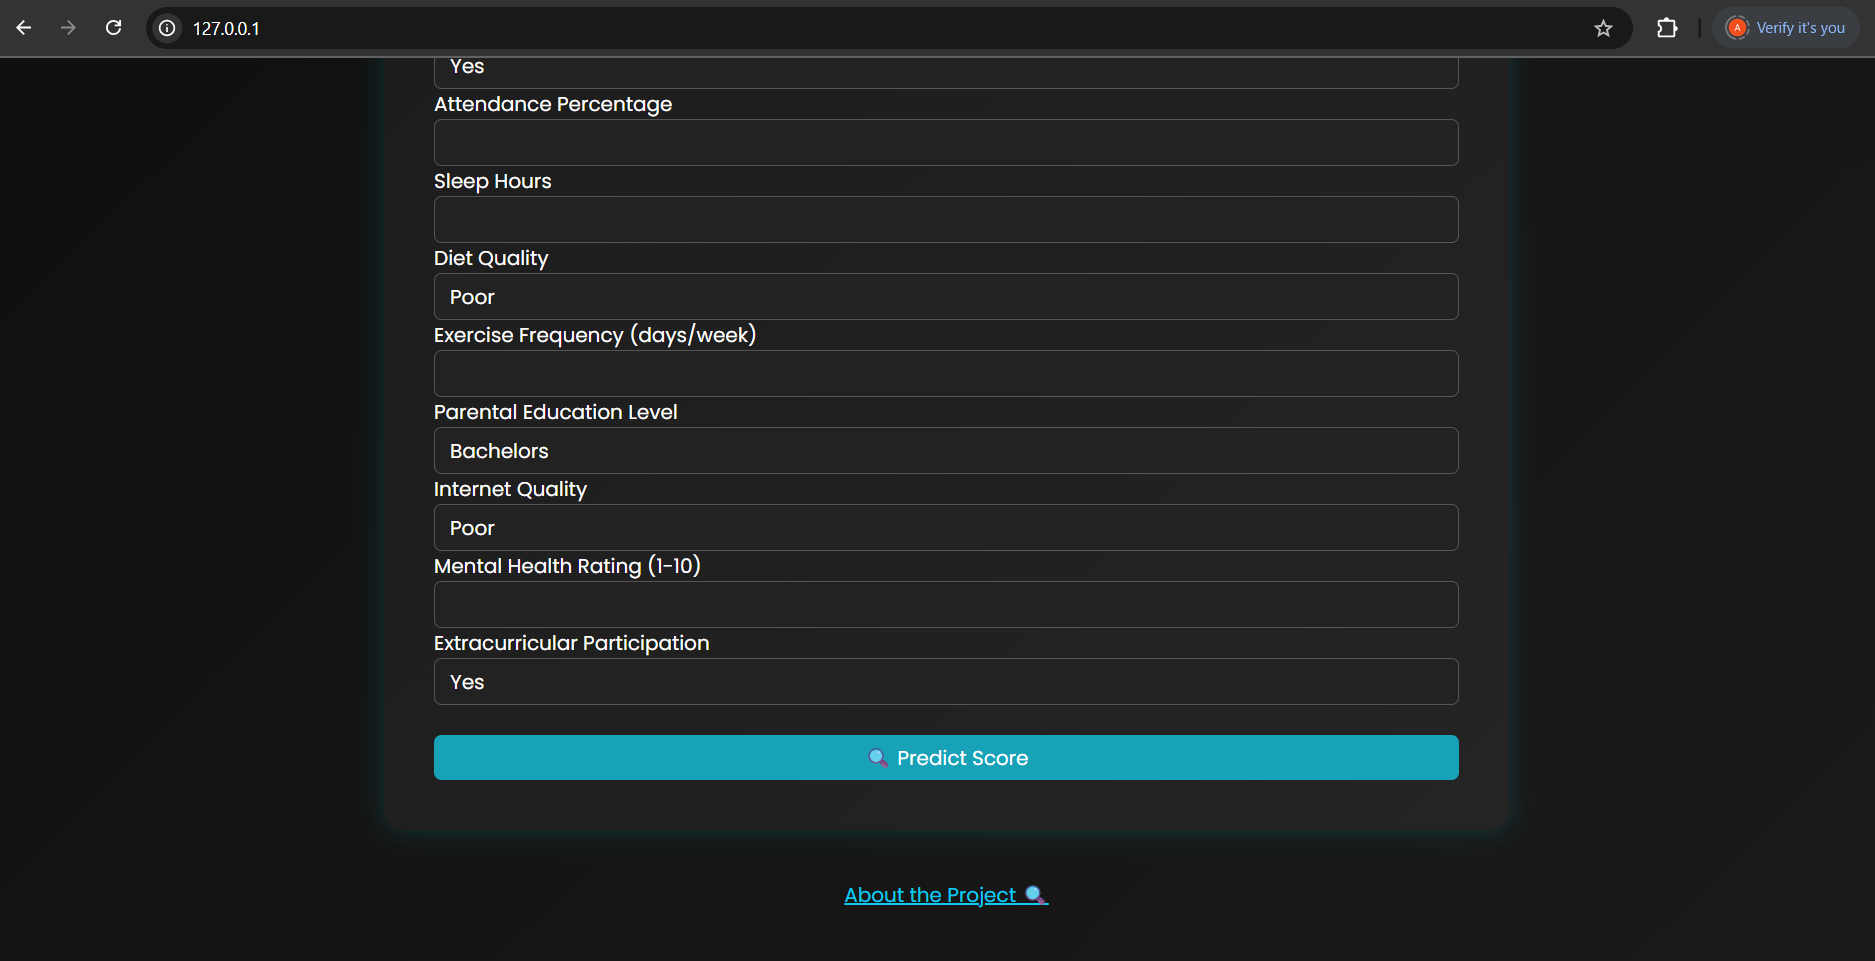 127.0.0.1
A
Verify it's you
Yes
Attendance Percentage
Sleep Hours
Diet Quality
Poor
Exercise Frequency (days/week)
Parental Education Level
Bachelors
Internet Quality
Poor
Mental Health Rating (1-10)
Extracurricular Participation
Yes
Predict Score
About the Project